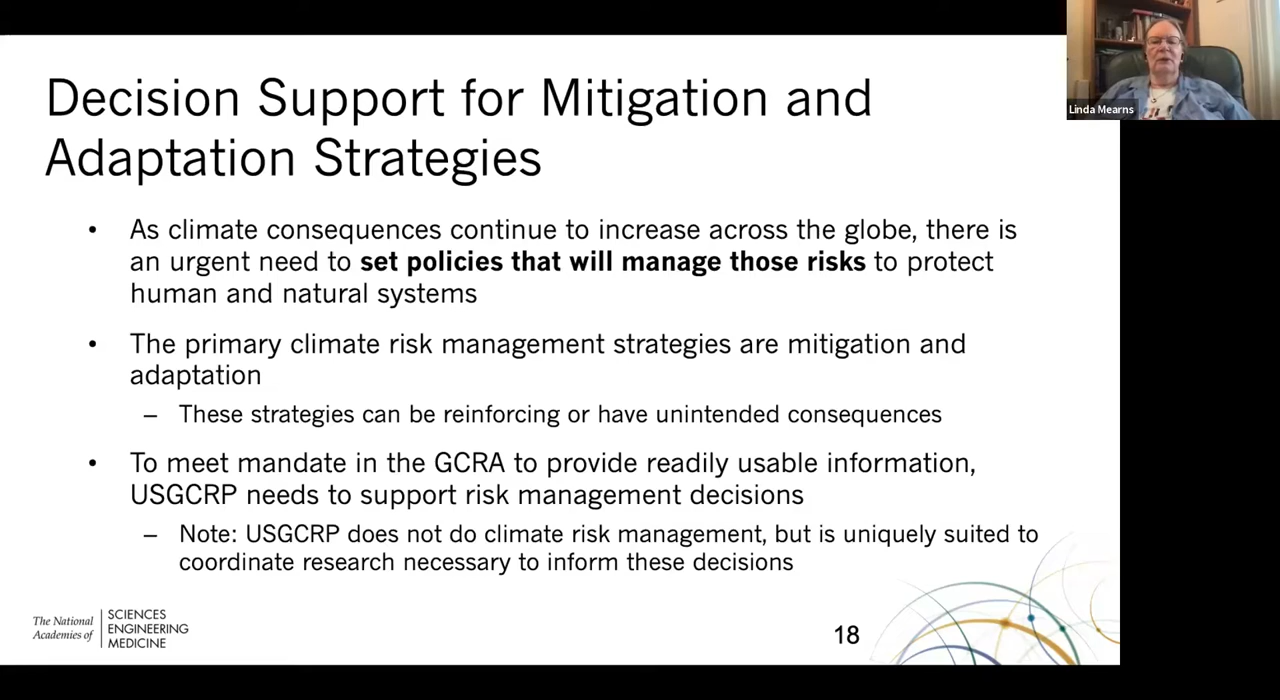 Linda Mearns
Decision Support for Mitigation and
Adaptation Strategies
• As climate consequences continue to increase across the globe, there is
an urgent need to set policies that will manage those risks to protect
human and natural systems
• The primary climate risk management strategies are mitigation and
adaptation
– These strategies can be reinforcing or have unintended consequences
• To meet mandate in the GCRA to provide readily usable information,
USGCRP needs to support risk management decisions
– Note: USGCRP does not do climate risk management, but is uniquely suited to
coordinate research necessary to inform these decisions
The National
Academies of
SCIENCES
ENGINEERING
MEDICINE
18